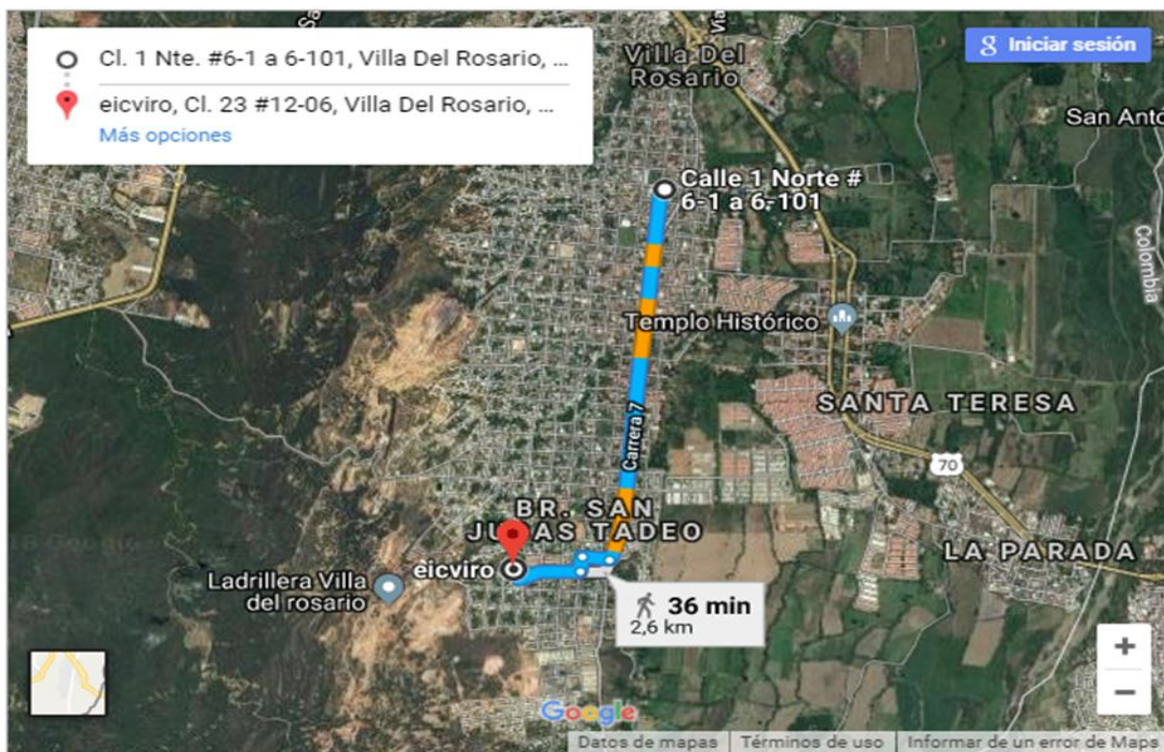 Cl. 1 Nte. #6-1 a 6-101, Villa Del Rosario, ...
eicviro, Cl. 23 #12-06, Villa Del Rosario, ...
Más opciones
Villa Del
Rosario
Iniciar sesión
San Anto
Calle 1 Norte #
6-1 a 6-101
Colombia
Templo Histórico
SANTA TERESA
Carrera 7
70
BR. SAN
JUDAS TADEO
LA PARADA
eicviro
Ladrillera Villa
del rosario
36 min
2,6 km
+
−
Google
Datos de mapas
Términos de uso
Informar de un error de Maps